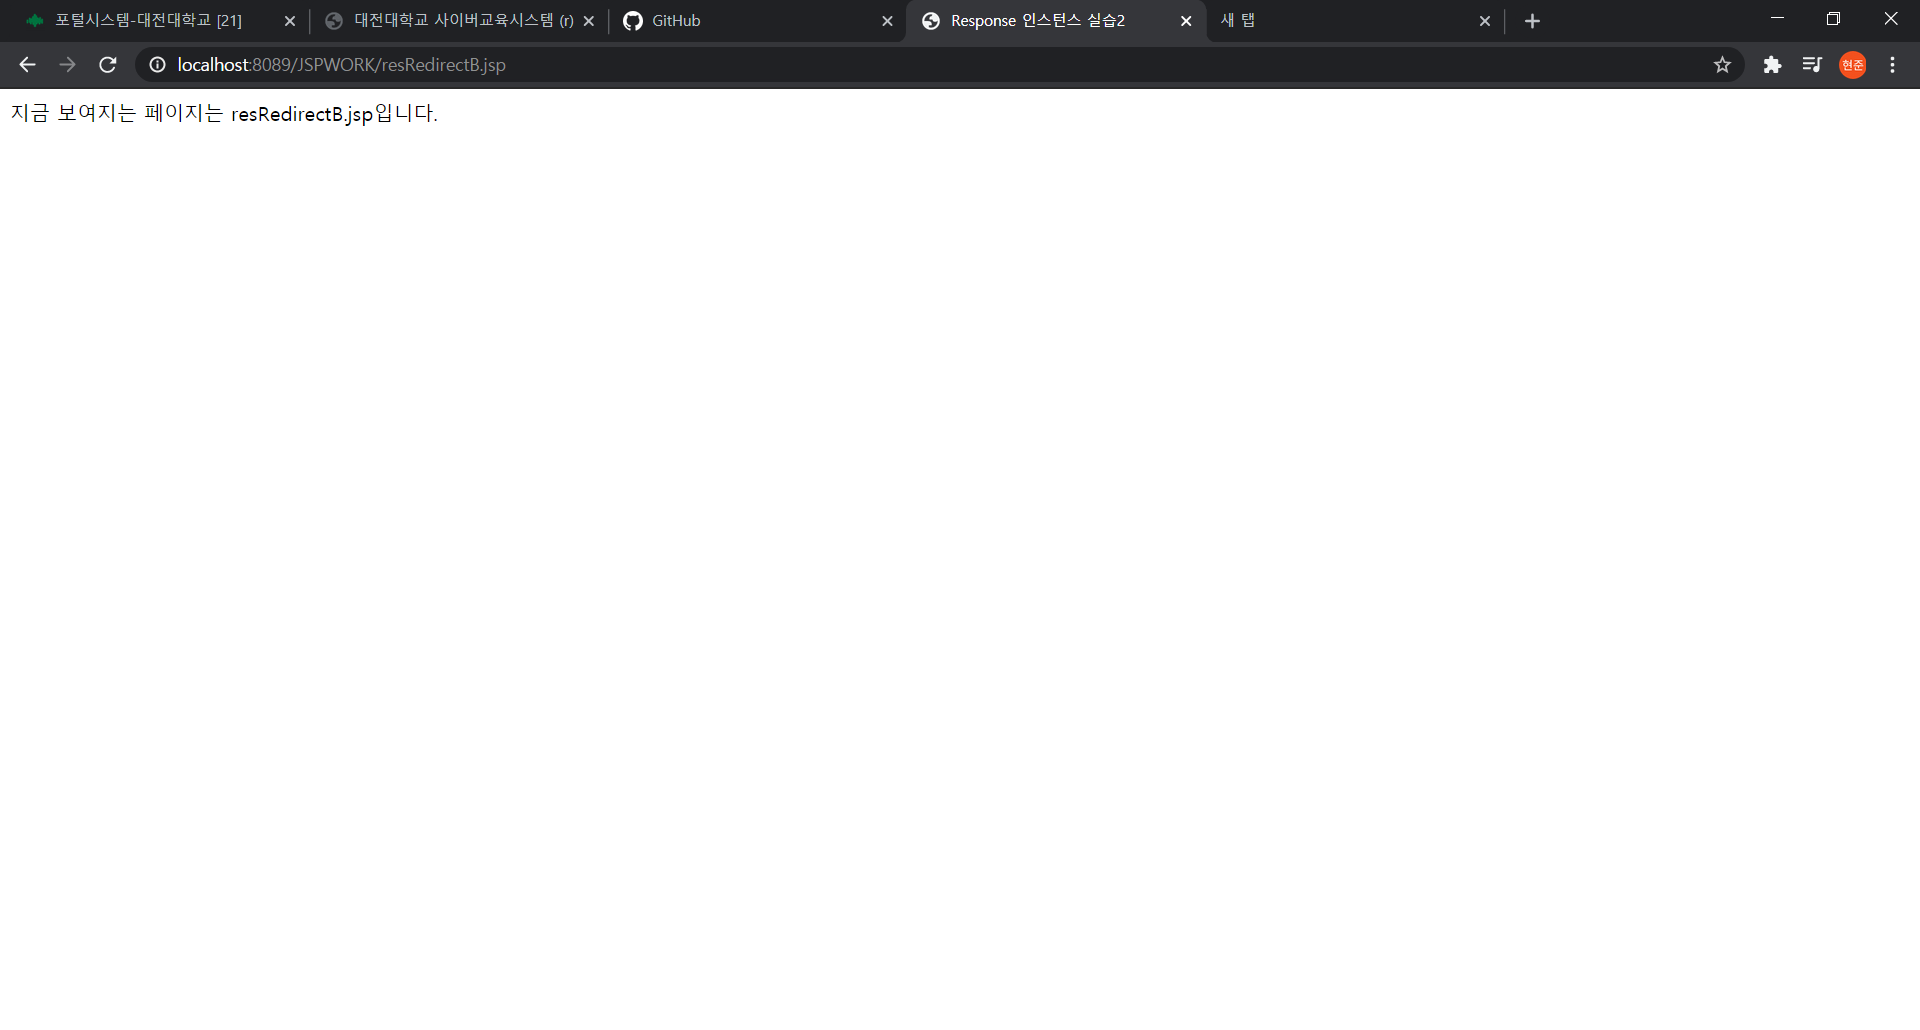 포털시스템-대전대학교 [21]
대전대학교 사이버교육시스템 (r)
GitHub
Response 인스턴스 실습2
새 탭
localhost:8089/JSPWORK/resRedirectB.jsp
현준
지금 보여지는 페이지는 resRedirectB.jsp입니다.